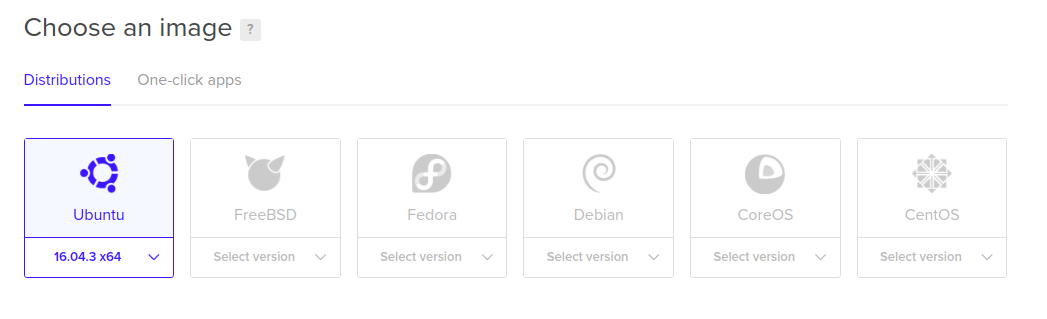 Choose an image ?
Distributions One-click apps
Ubuntu FreeBSD Fedora Debian CoreOS CentOS
16.04.3 x64 Select version Select version Select version Select version Select version